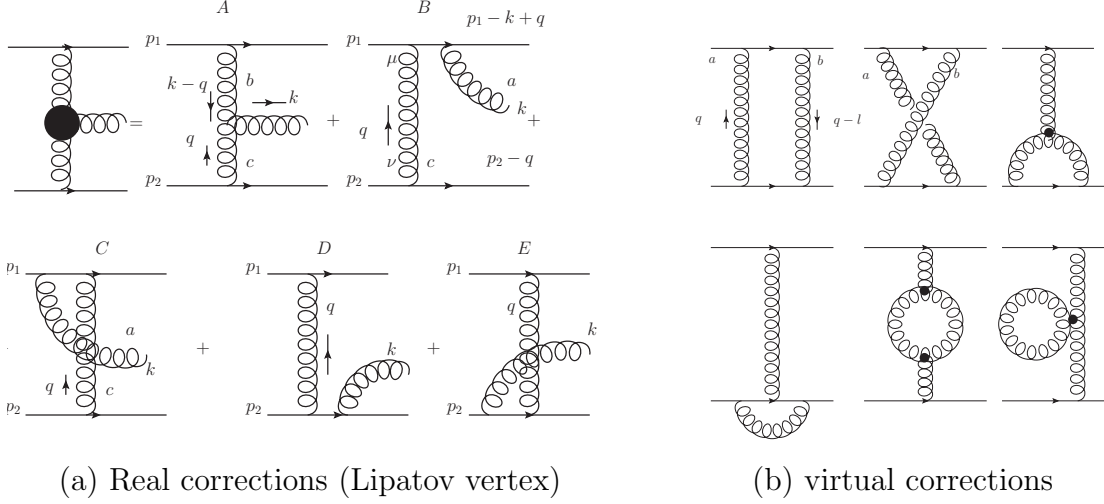 A
B
p₁ − k + q
p₁
p₁
μ
b
k − q
k
a
k
=
+
q
+
q
c
ν
c
p₂ − q
p₂
p₂
a
b
q
q − l
a
b
C
D
E
p₁
p₁
p₁
q
q
a
k
k
+
+
q
c
k
p₂
p₂
p₂
(a) Real corrections (Lipatov vertex)
(b) virtual corrections